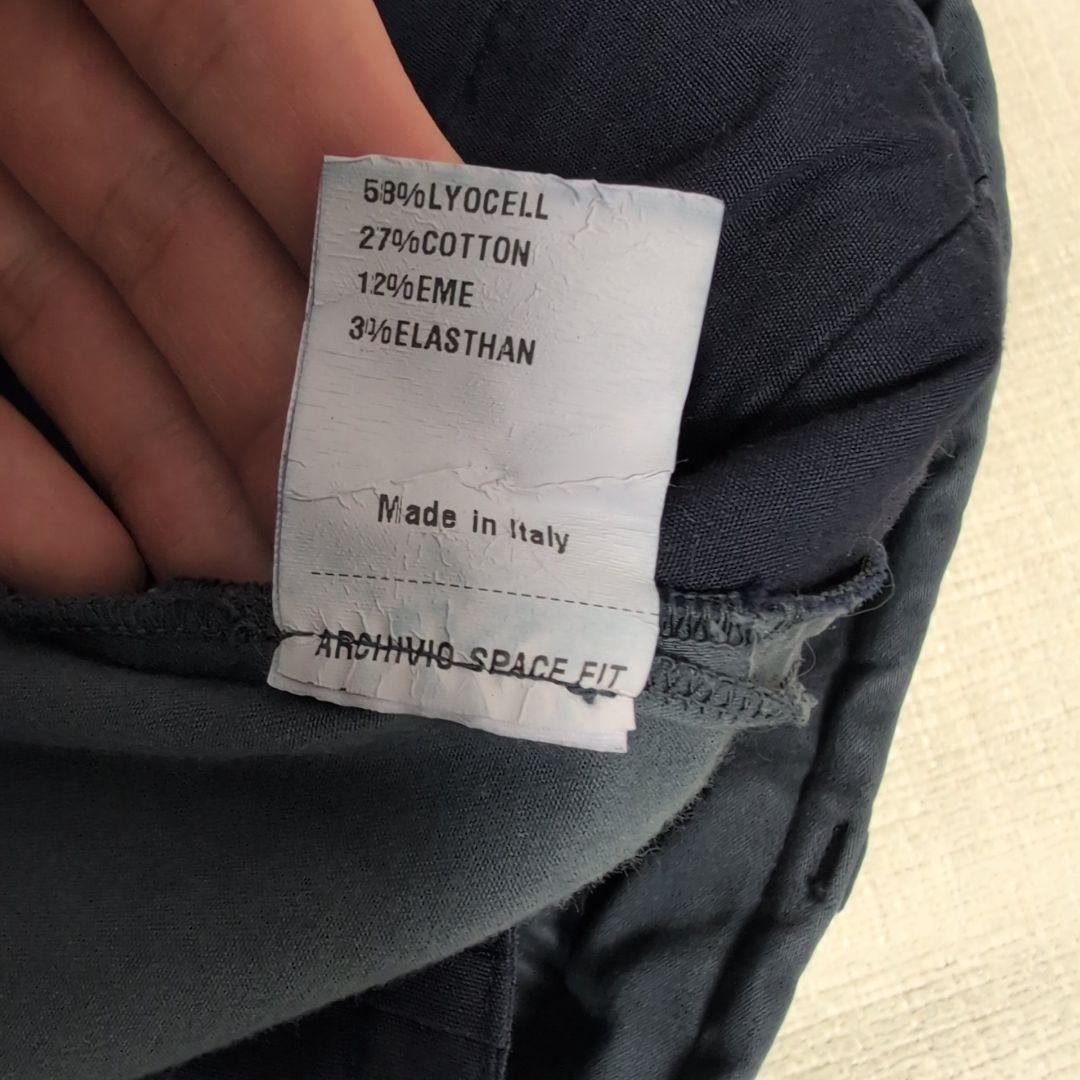 58%LYOCELL
27%COTTON
12%EME
3%ELASTHAN
Made in Italy
ARCHIVIO SPACE FIT